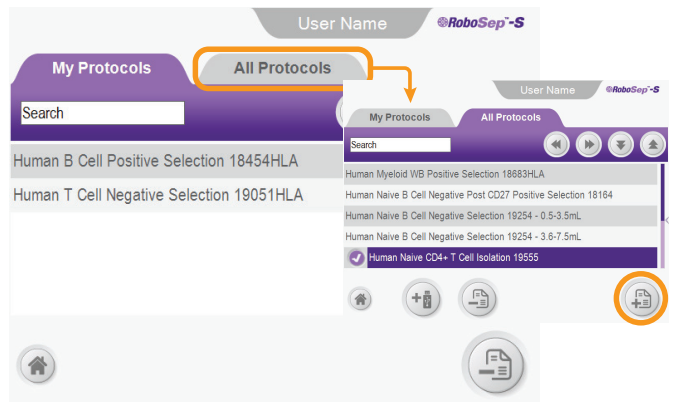 User Name
RoboSep™-S
My Protocols
All Protocols
Search
Human B Cell Positive Selection 18454HLA
Human T Cell Negative Selection 19051HLA
User Name
RoboSep™-S
My Protocols
All Protocols
Search
Human Myeloid WB Positive Selection 18683HLA
Human Naive B Cell Negative Post CD27 Positive Selection 18164
Human Naive B Cell Negative Selection 19254 - 0.5-3.5mL
Human Naive B Cell Negative Selection 19254 - 3.6-7.5mL
Human Naive CD4+ T Cell Isolation 19555